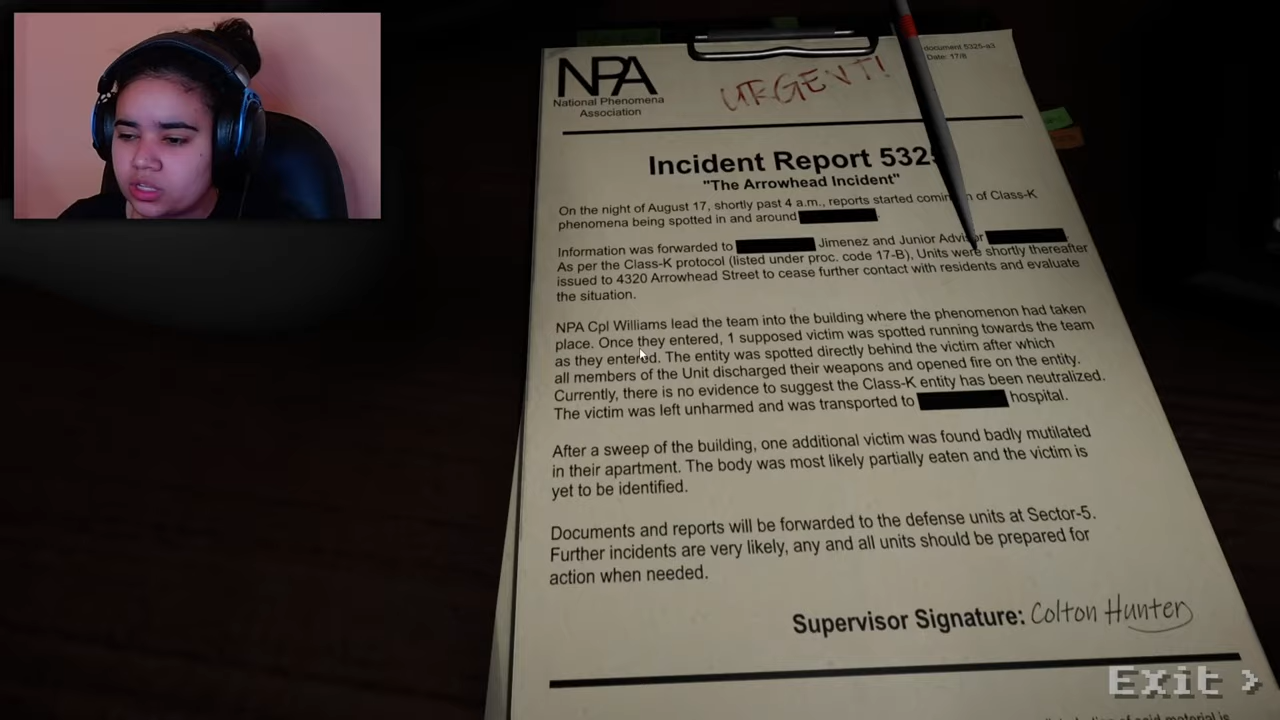 NPA
National Phenomena
Association
URGENT!
document 5325-a3
Date: 17/8
Incident Report 532
"The Arrowhead Incident"
On the night of August 17, shortly past 4 a.m., reports started of Class-K
phenomena being spotted in and around .
Information was forwarded to Jimenez and Junior Advisor
As per the Class-K protocol (listed under proc. code 17-B), Units were shortly thereafter
issued to 4320 Arrowhead Street to cease further contact with residents and evaluate
the situation.
NPA Cpl Williams lead the team into the building where the phenomenon had taken
place. Once they entered, 1 supposed victim was spotted running towards the team
as they entered. The entity was spotted directly behind the victim after which
all members of the Unit discharged their weapons and opened fire on the entity.
Currently, there is no evidence to suggest the Class-K entity has been neutralized.
The victim was left unharmed and was transported to hospital.
After a sweep of the building, one additional victim was found badly mutilated
in their apartment. The body was most likely partially eaten and the victim is
yet to be identified.
Documents and reports will be forwarded to the defense units at Sector-5.
Further incidents are very likely, any and all units should be prepared for
action when needed.
Supervisor Signature: Colton Hunter
Exit >